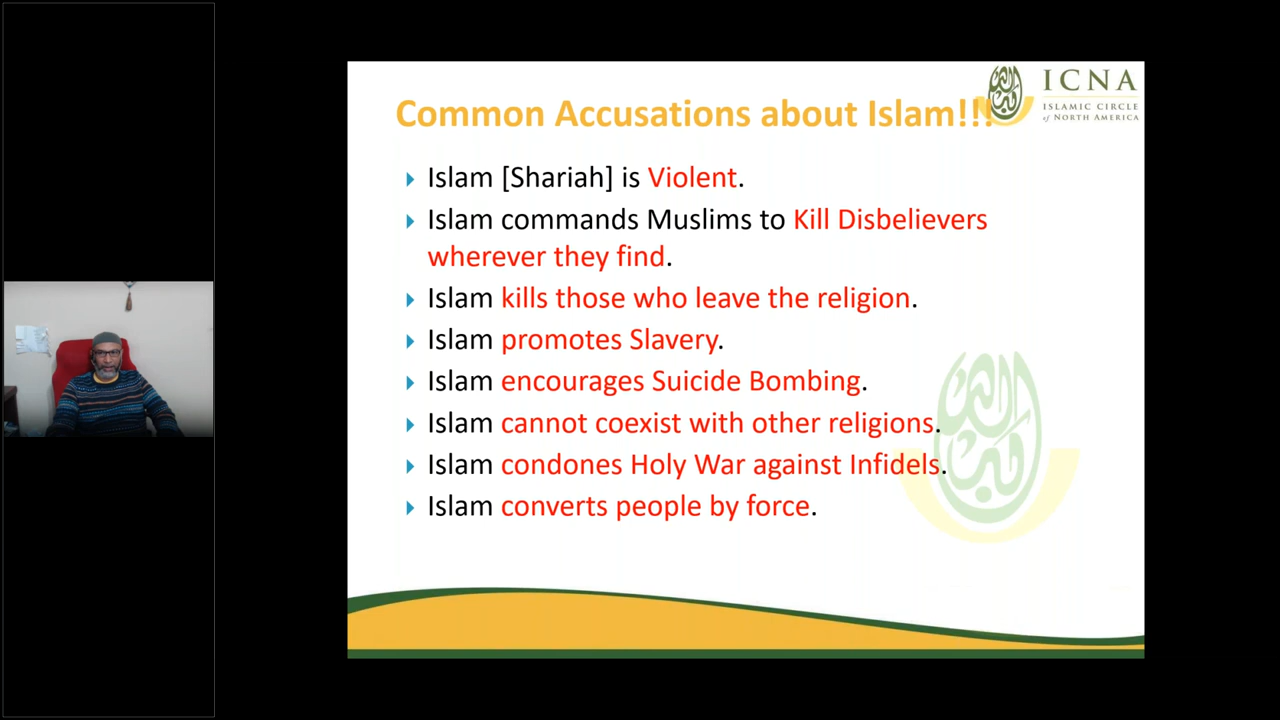 Common Accusations about Islam!!!
ICNA
ISLAMIC CIRCLE
of NORTH AMERICA
Islam [Shariah] is Violent.
Islam commands Muslims to Kill Disbelievers
wherever they find.
Islam kills those who leave the religion.
Islam promotes Slavery.
Islam encourages Suicide Bombing.
Islam cannot coexist with other religions.
Islam condones Holy War against Infidels.
Islam converts people by force.